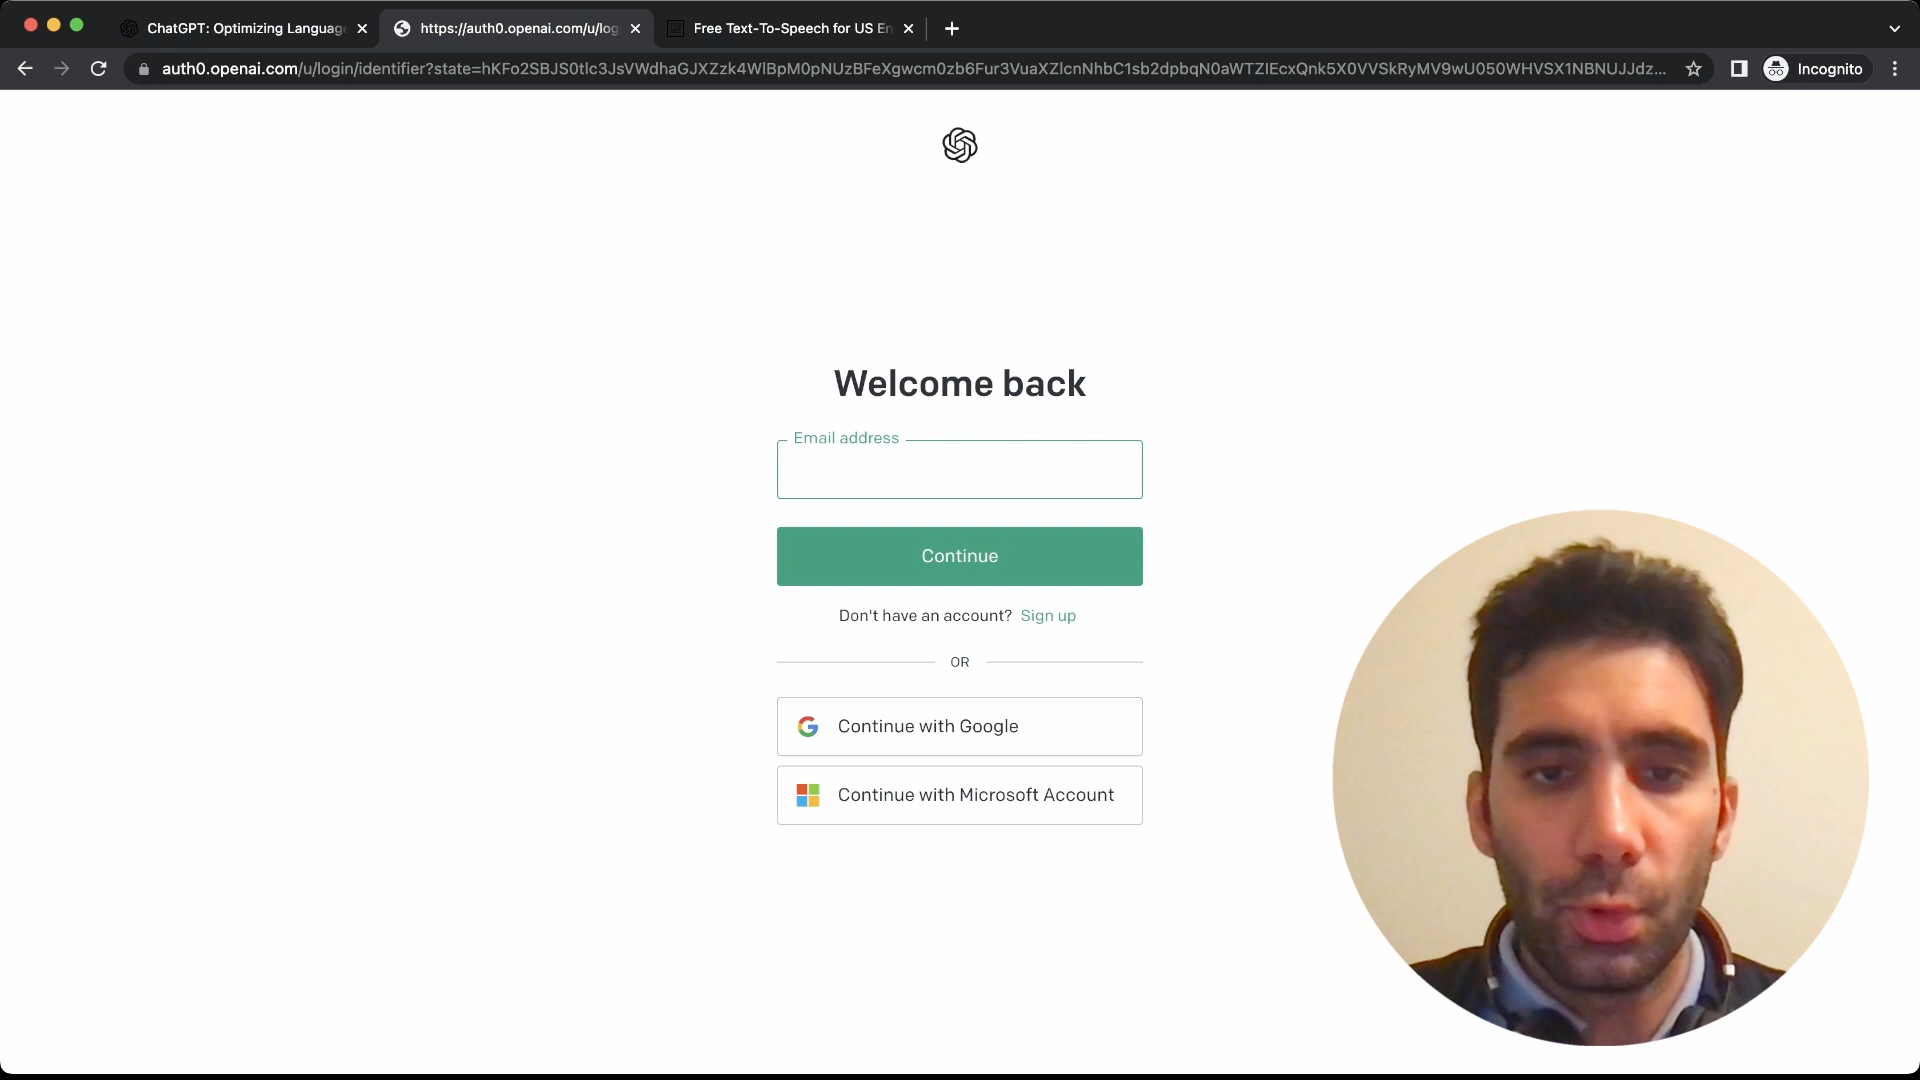 ChatGPT: Optimizing Language
https://auth0.openai.com/u/log
Free Text-To-Speech for US En
auth0.openai.com/u/login/identifier?state=hKFo2SBJS0tlc3JsVWdhaGJXZzk4WlBpM0pNUzBFeXgwcm0zb6Fur3VuaXZlcnNhbC1sb2dpbqN0aWTZIEcxQnk5X0VVSkRyMV9wU050WHVSX1NBNUJJdz...
Incognito
Welcome back
Email address
Continue
Don't have an account? Sign up
OR
Continue with Google
Continue with Microsoft Account